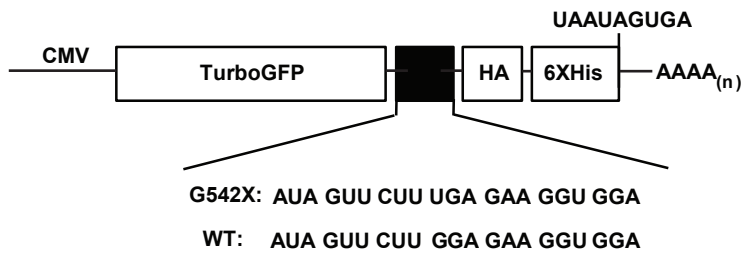 UAAUAGUGA
CMV TurboGFP HA 6XHis AAAA(n)
G542X: AUA GUU CUU UGA GAA GGU GGA
WT: AUA GUU CUU GGA GAA GGU GGA